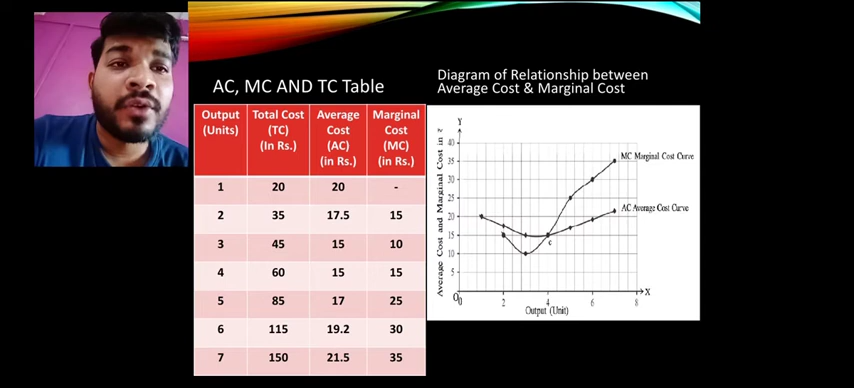 AC, MC AND TC Table
Output (Units) Total Cost (TC) (In Rs.) Average Cost (AC) (in Rs.) Marginal Cost (MC) (in Rs.)
1 20 20 -
2 35 17.5 15
3 45 15 10
4 60 15 15
5 85 17 25
6 115 19.2 30
7 150 21.5 35
Diagram of Relationship between
Average Cost & Marginal Cost
Y
Average Cost and Marginal Cost in ₹
40
35
30
25
20
15
10
5
0
0
2
4
6
8
X
Output (Unit)
MC Marginal Cost Curve
AC Average Cost Curve
c